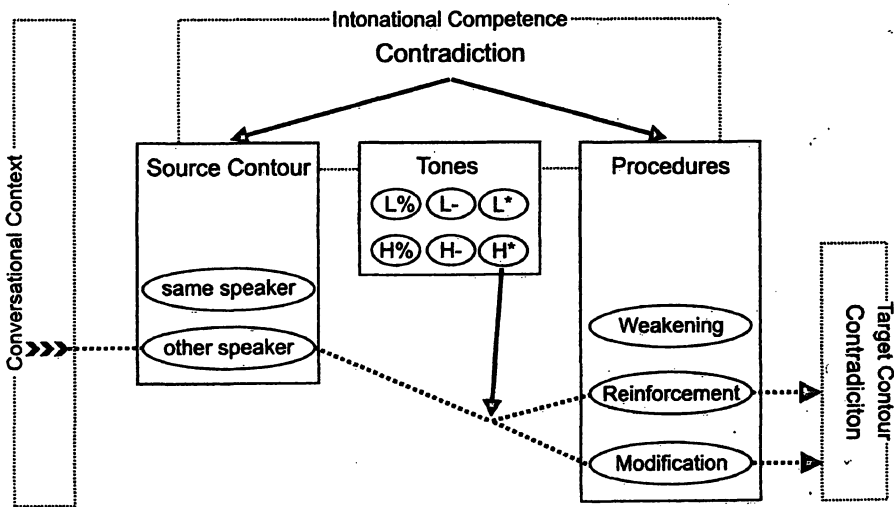 Intonational Competence
Contradiction
Conversational Context
Source Contour
same speaker
other speaker
Tones
L% L- L*
H% H- H*
Procedures
Weakening
Reinforcement
Modification
Target Contour
Contradiciton